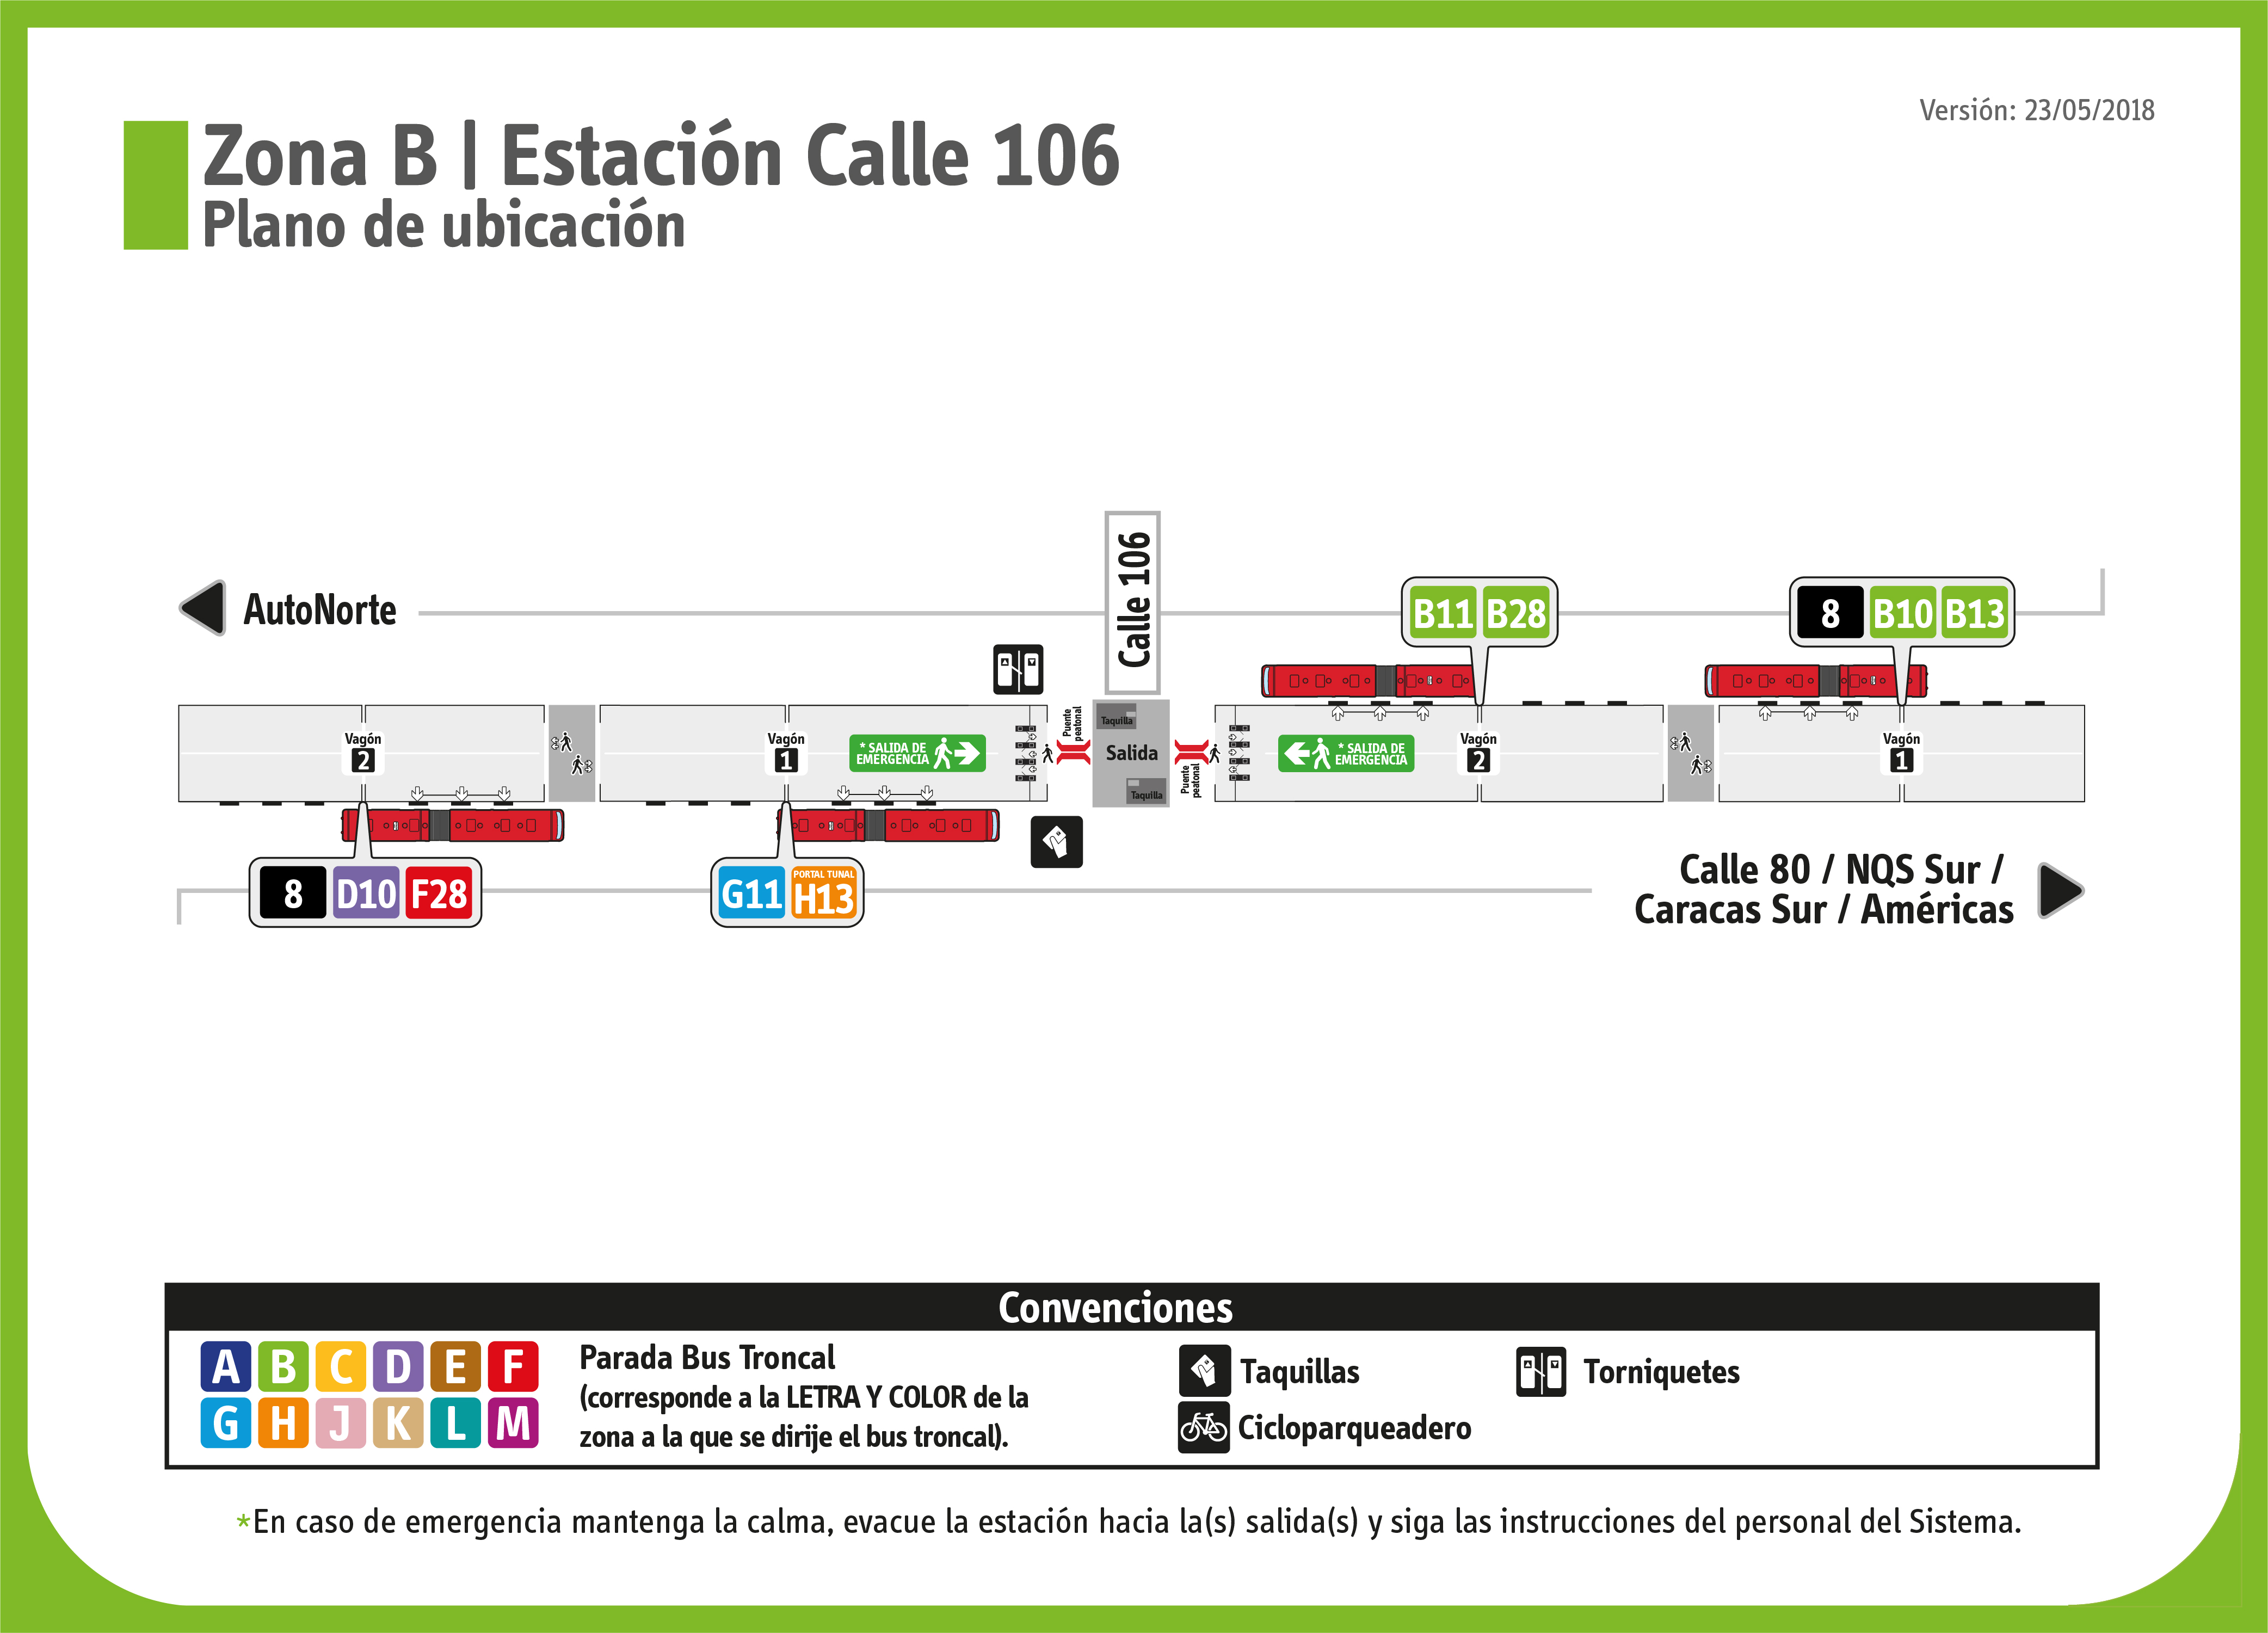 Versión: 23/05/2018
Zona B | Estación Calle 106
Plano de ubicación
Calle 106
AutoNorte
B11 B28
8 B10 B13
Puente
peatonal
Taquilla
Salida
Taquilla
Puente
peatonal
Vagón
2
Vagón
1
* SALIDA DE
EMERGENCIA
* SALIDA DE
EMERGENCIA
Vagón
2
Vagón
1
8 D10 F28
G11 PORTAL TUNAL
H13
Calle 80 / NQS Sur /
Caracas Sur / Américas
Convenciones
A B C D E F
G H J K L M
Parada Bus Troncal
(corresponde a la LETRA Y COLOR de la
zona a la que se dirije el bus troncal).
Taquillas
Cicloparqueadero
Torniquetes
*En caso de emergencia mantenga la calma, evacue la estación hacia la(s) salida(s) y siga las instrucciones del personal del Sistema.